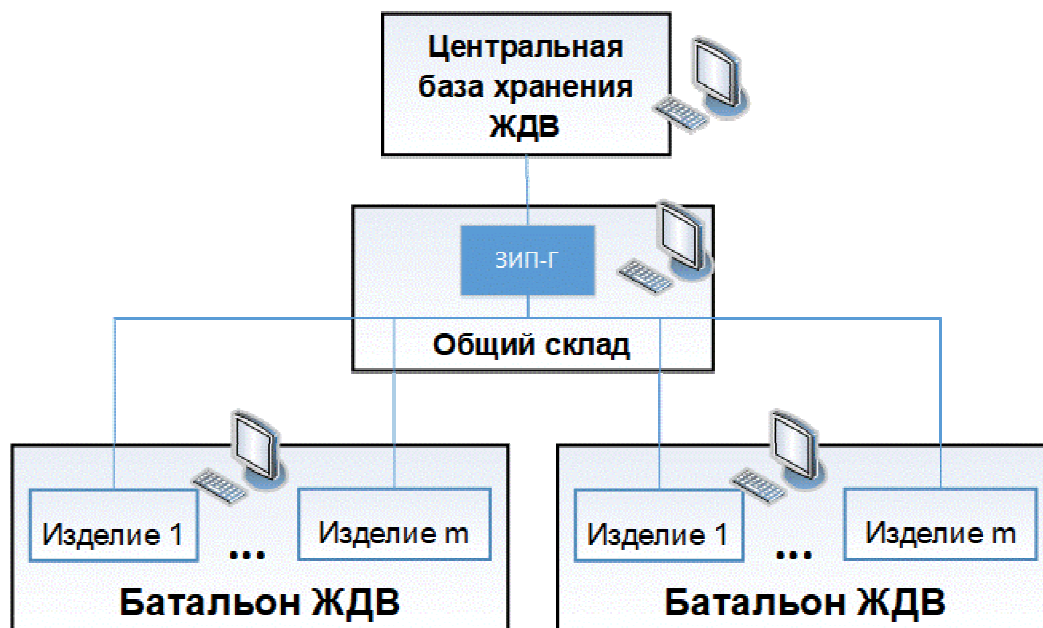 Центральная
база хранения
ЖДВ
ЗИП-Г
Общий склад
Изделие 1
...
Изделие m
Батальон ЖДВ
Изделие 1
...
Изделие m
Батальон ЖДВ